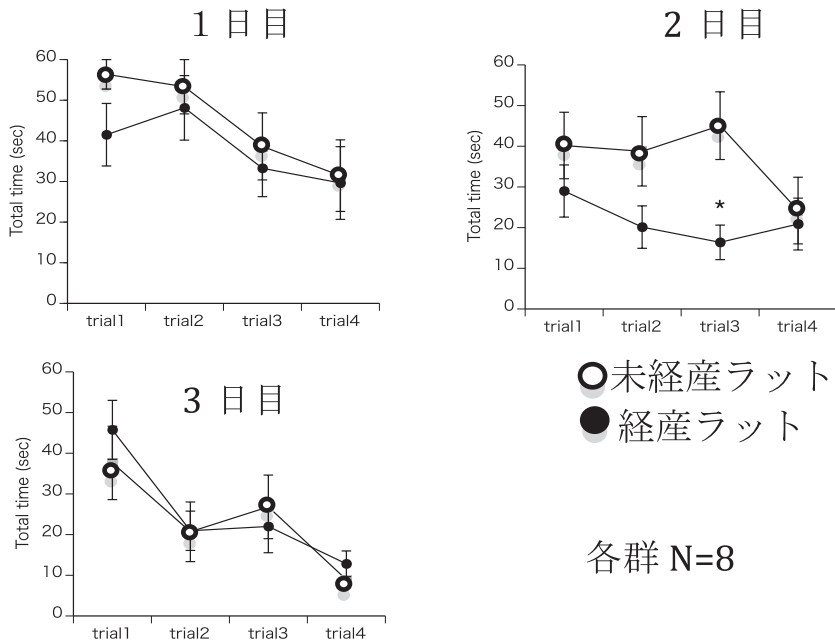 1 日目
60
50
40
30
20
10
0
Total time (sec)
trial1 trial2 trial3 trial4
2 日目
60
50
40
30
20
10
0
Total time (sec)
*
trial1 trial2 trial3 trial4
3 日目
60
50
40
30
20
10
0
Total time (sec)
trial1 trial2 trial3 trial4
未経産ラット
経産ラット
各群 N=8